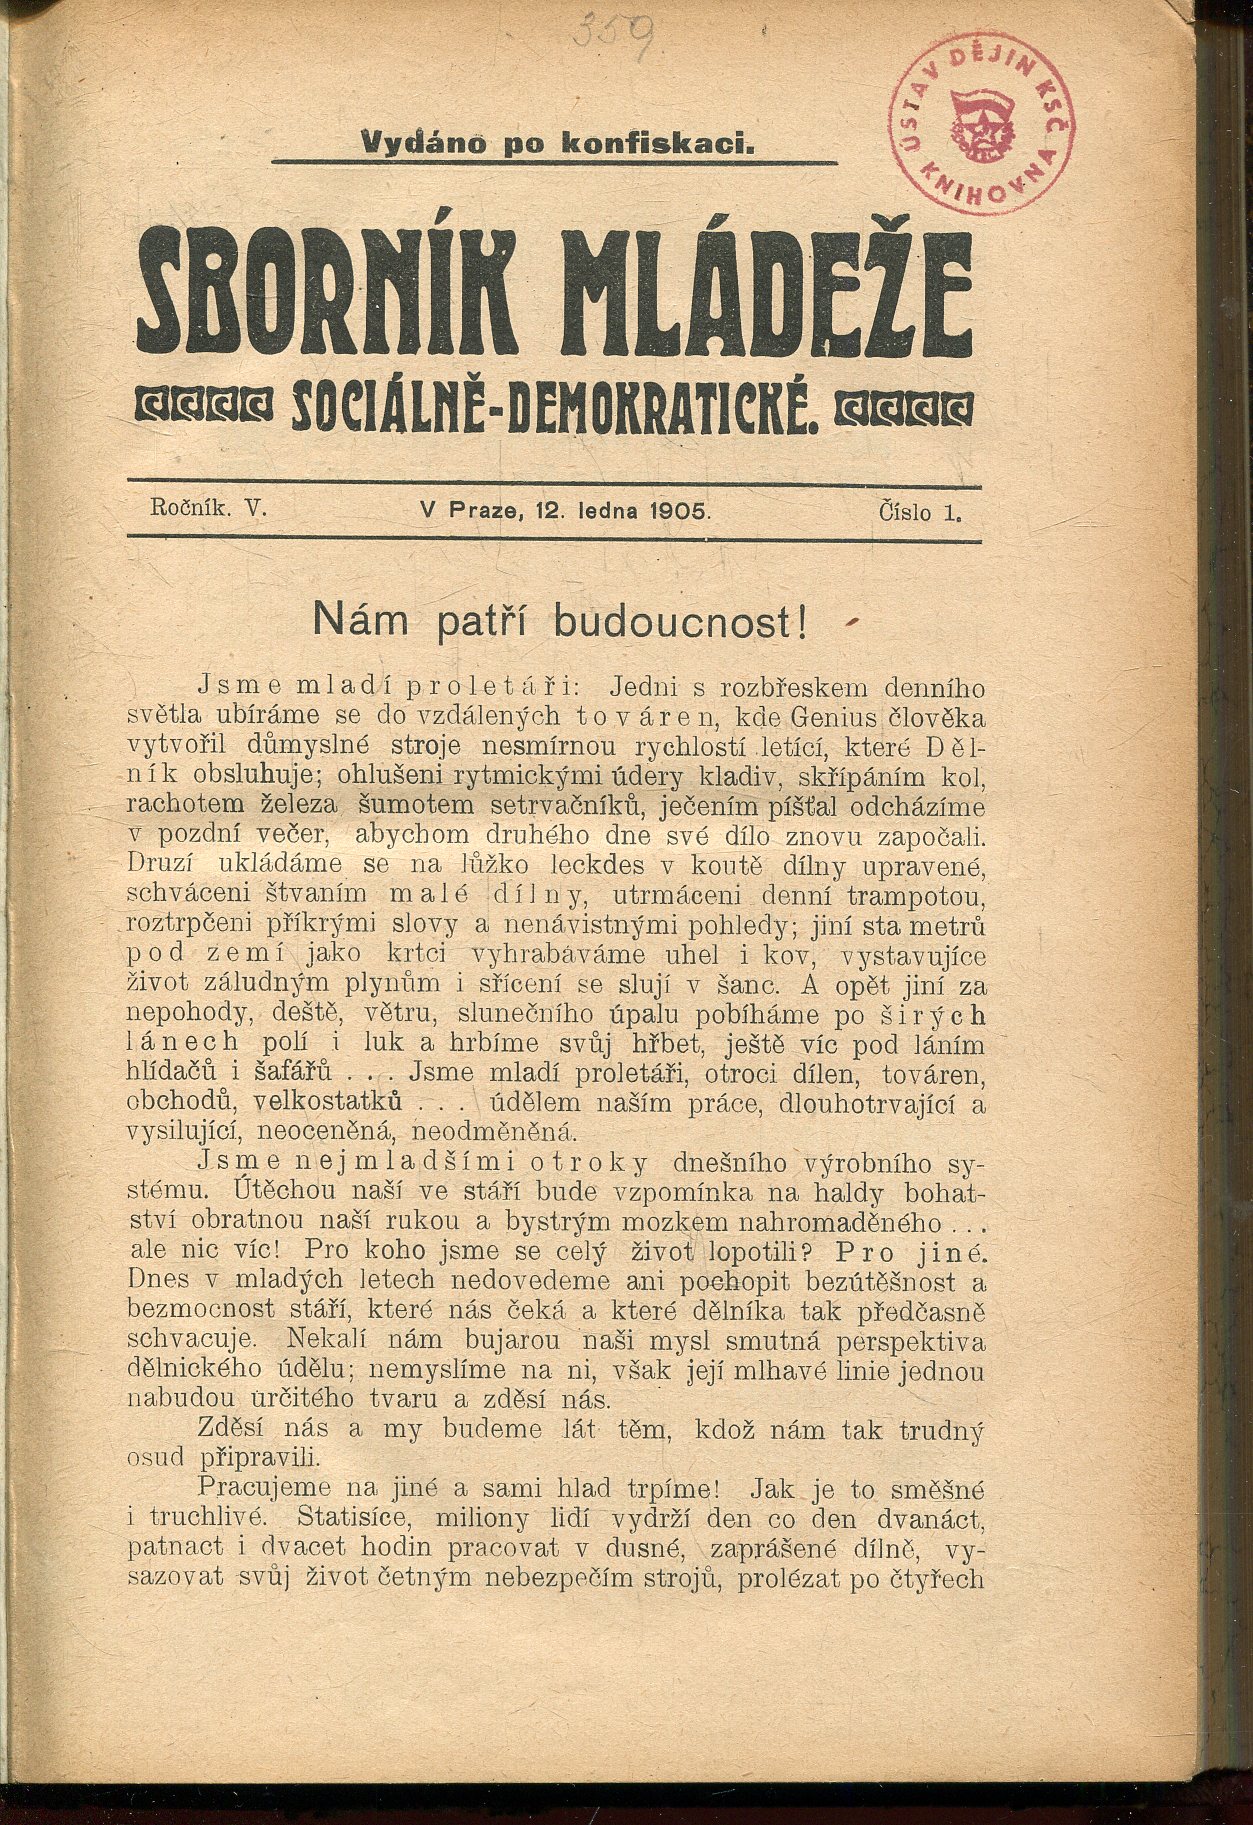 359
ÚSTAV DĚJIN KSČ
KNIHOVNA
Vydáno po konfiskaci.
SBORNÍK MLÁDEŽE
SOCIÁLNĚ-DEMOKRATICKÉ.
Ročník. V. V Praze, 12. ledna 1905. Číslo 1.
Nám patří budoucnost!
Jsme mladí proletáři: Jedni s rozbřeskem denního
světla ubíráme se do vzdálených továren, kde Genius člověka
vytvořil důmyslné stroje nesmírnou rychlostí letící, které Děl-
ník obsluhuje; ohlušeni rytmickými údery kladiv, skřípáním kol,
rachotem železa šumotem setrvačníků, ječením píšťal odcházíme
v pozdní večer, abychom druhého dne své dílo znovu započali.
Druzí ukládáme se na lůžko leckdes v koutě dílny upravené,
schváceni štvaním malé dílny, utrmáceni denní trampotou,
roztrpčeni příkrými slovy a nenávistnými pohledy; jiní sta metrů
pod zemí jako krtci vyhrabáváme uhel i kov, vystavujíce
život záludným plynům i sřícení se slují v šanc. A opět jiní za
nepohody, deště, větru, slunečního úpalu pobíháme po širých
lánech polí i luk a hrbíme svůj hřbet, ještě víc pod láním
hlídačů i šafářů . . . Jsme mladí proletáři, otroci dílen, továren,
obchodů, velkostatků . . . údělem naším práce, dlouhotrvající a
vysilující, neoceněná, neodměněná.
Jsme nejmladšími otroky dnešního výrobního sy-
stému. Útěchou naší ve stáří bude vzpomínka na haldy bohat-
ství obratnou naší rukou a bystrým mozkem nahromaděného . . .
ale nic víc! Pro koho jsme se celý život lopotili? Pro jiné.
Dnes v mladých letech nedovedeme ani pochopit bezútěšnost a
bezmocnost stáří, které nás čeká a které dělníka tak předčasně
schvacuje. Nekalí nám bujarou naši mysl smutná perspektiva
dělnického údělu; nemyslíme na ni, však její mlhavé linie jednou
nabudou určitého tvaru a zděsí nás.
Zděsí nás a my budeme lát těm, kdož nám tak trudný
osud připravili.
Pracujeme na jiné a sami hlad trpíme! Jak je to směšné
i truchlivé. Statisíce, miliony lidí vydrží den co den dvanáct,
patnact i dvacet hodin pracovat v dusné, zaprášené dílně, vy-
sazovat svůj život četným nebezpečím strojů, prolézat po čtyřech